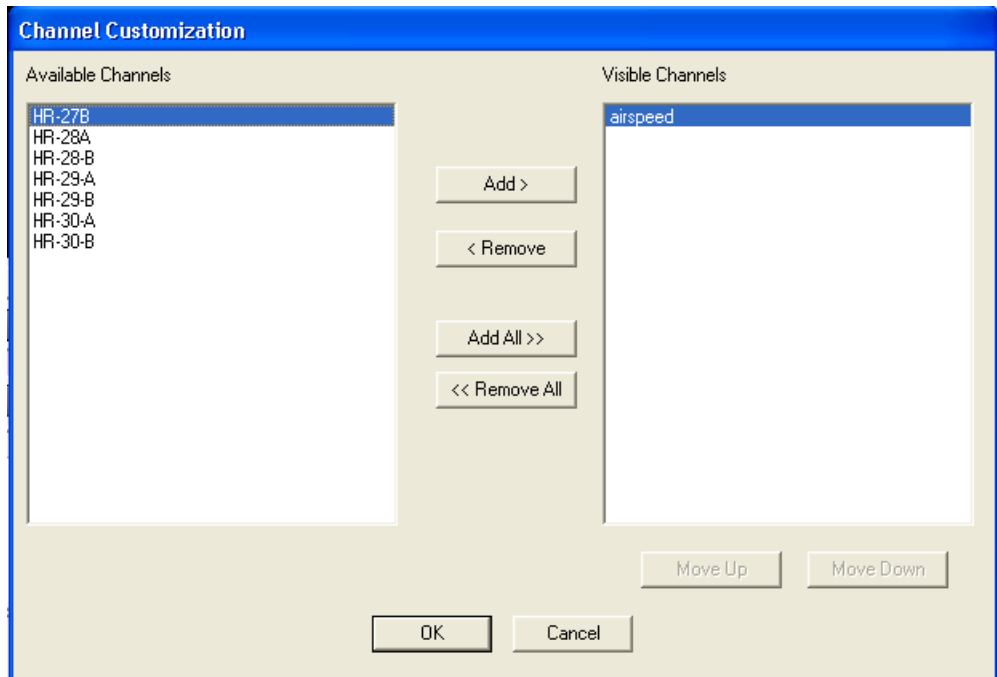 Channel Customization
Available Channels
Visible Channels
HR-27B
HR-28A
HR-28-B
HR-29-A
HR-29-B
HR-30-A
HR-30-B
airspeed
Add >
< Remove
Add All >>
<< Remove All
Move Up
Move Down
OK
Cancel